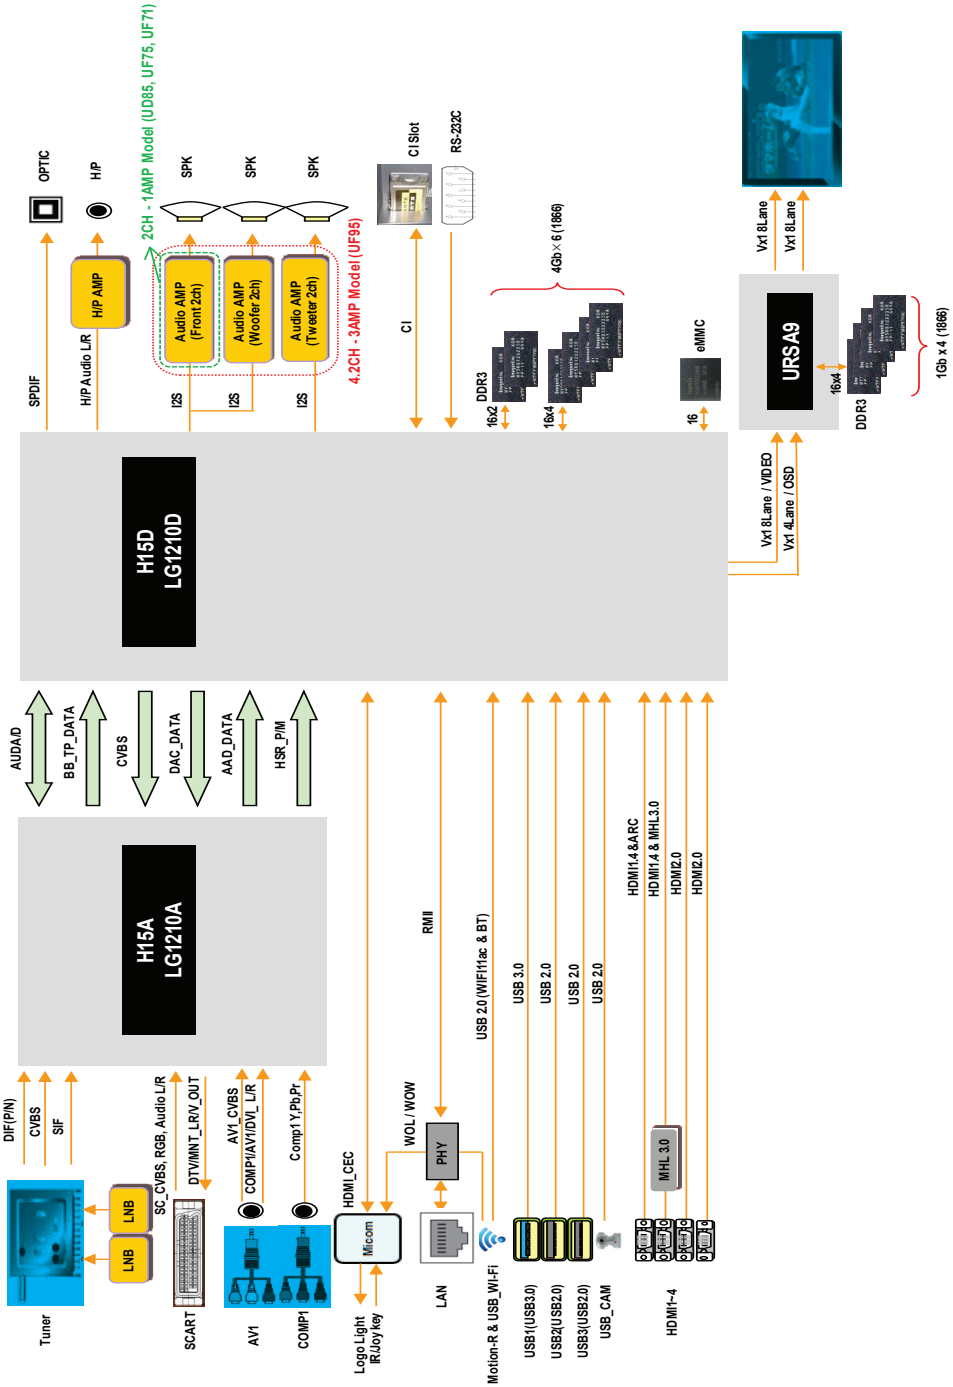 Tuner
LNB
LNB
DIF(P/N)
CVBS
SIF
SCART
SC_CVBS, RGB, Audio L/R
DTV/MNT_LR/V_OUT
AV1
AV1_CVBS
COMP1/AV1/DVI_L/R
COMP1
Comp1 Y,Pb,Pr
H15A
LG1210A
AUDA/D
BB_TP_DATA
CVBS
DAC_DATA
AAD_DATA
HSR_P/M
H15D
LG1210D
SPDIF
OPTIC
H/P Audio L/R
H/P AMP
H/P
2CH - 1AMP Model (UD85, UF75, UF71)
I2S
Audio AMP
(Front 2ch)
SPK
I2S
Audio AMP
(Woofer 2ch)
SPK
I2S
Audio AMP
(Tweeter 2ch)
SPK
4.2CH - 3AMP Model (UF95)
CI
CI Slot
RS-232C
DDR3
16x2
16x4
4Gb× 6 (1866)
eMMC
16
Logo Light
IR/Joy key
Micom
HDMI_CEC
WOL / WOW
LAN
PHY
RMII
Motion-R & USB_WI-Fi
USB 2.0 (WIFI11ac & BT)
USB1(USB3.0)
USB 3.0
USB2(USB2.0)
USB 2.0
USB3(USB2.0)
USB 2.0
USB_CAM
USB 2.0
HDMI1~4
MHL 3.0
HDMI1.4 &ARC
HDMI1.4 & MHL3.0
HDMI2.0
HDMI2.0
Vx1 8Lane / VIDEO
Vx1 4Lane / OSD
URSA9
Vx1 8Lane
Vx1 8Lane
16x4
DDR3
1Gb x 4 (1866)